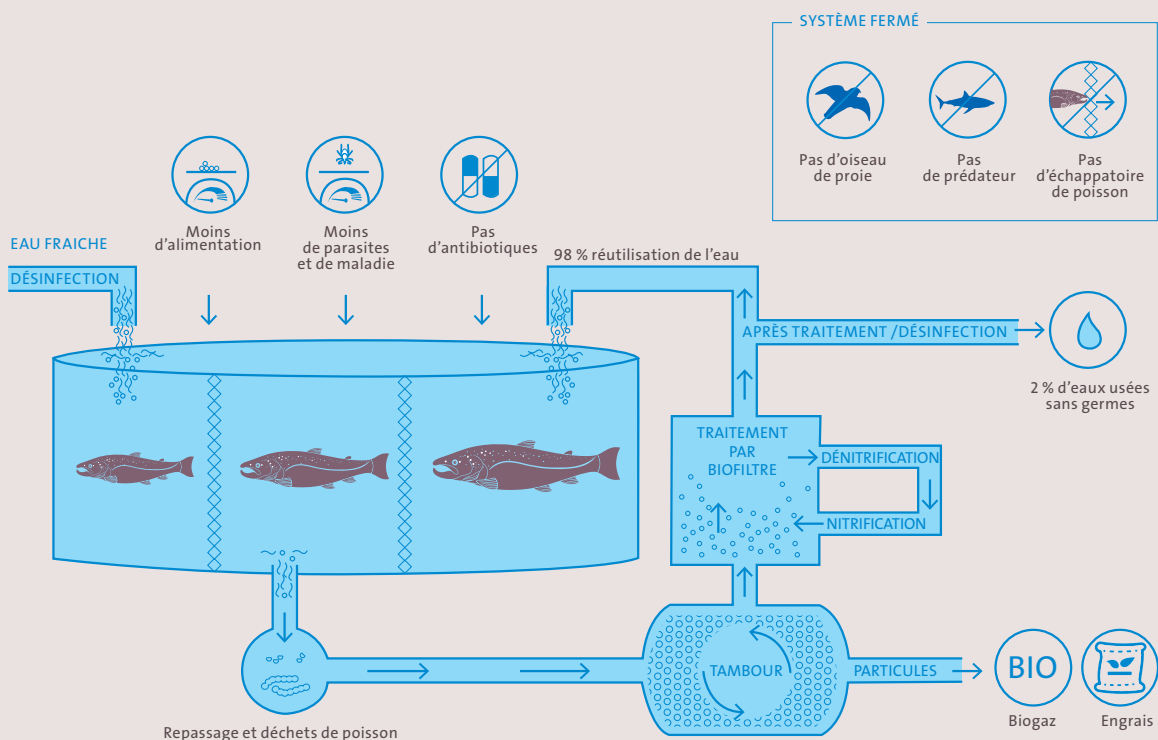 SYSTÈME FERMÉ
Pas d'oiseau
de proie
Pas
de prédateur
Pas
d'échappatoire
de poisson
Moins
d'alimentation
Moins
de parasites
et de maladie
Pas
d'antibiotiques
EAU FRAICHE
DÉSINFECTION
98 % réutilisation de l'eau
APRÈS TRAITEMENT /DÉSINFECTION
2 % d'eaux usées
sans germes
TRAITEMENT
PAR
BIOFILTRE
DÉNITRIFICATION
NITRIFICATION
TAMBOUR
PARTICULES
BIO
Biogaz
Engrais
Repassage et déchets de poisson